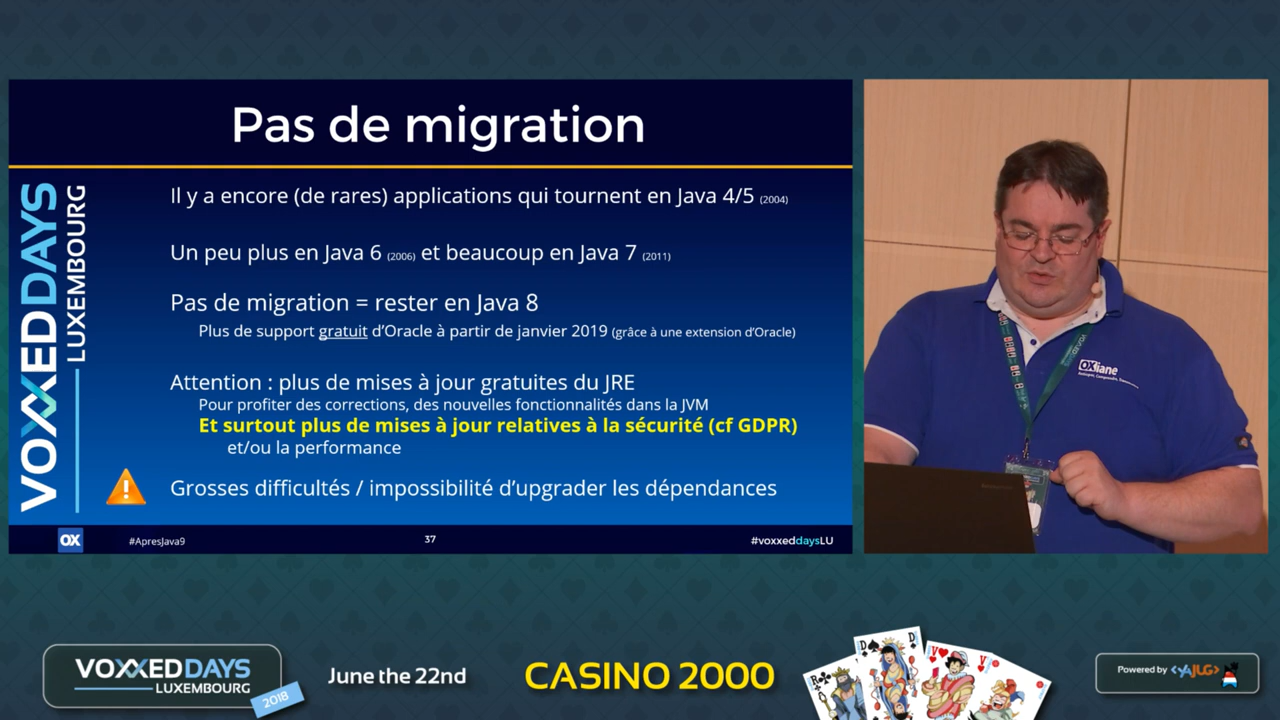 Pas de migration
VOXXEDDAYS
LUXEMBOURG
Il y a encore (de rares) applications qui tournent en Java 4/5 (2004)
Un peu plus en Java 6 (2006) et beaucoup en Java 7 (2011)
Pas de migration = rester en Java 8
Plus de support gratuit d'Oracle à partir de janvier 2019 (grâce à une extension d'Oracle)
Attention : plus de mises à jour gratuites du JRE
Pour profiter des corrections, des nouvelles fonctionnalités dans la JVM
Et surtout plus de mises à jour relatives à la sécurité (cf GDPR)
et/ou la performance
Grosses difficultés / impossibilité d'upgrader les dépendances
OX
#ApresJava9
37
#voxxeddaysLU
OXiane
VOXXEDDAYS
LUXEMBOURG
2018
June the 22nd
CASINO 2000
R
D
D
V
V
Powered by <YAJUG>